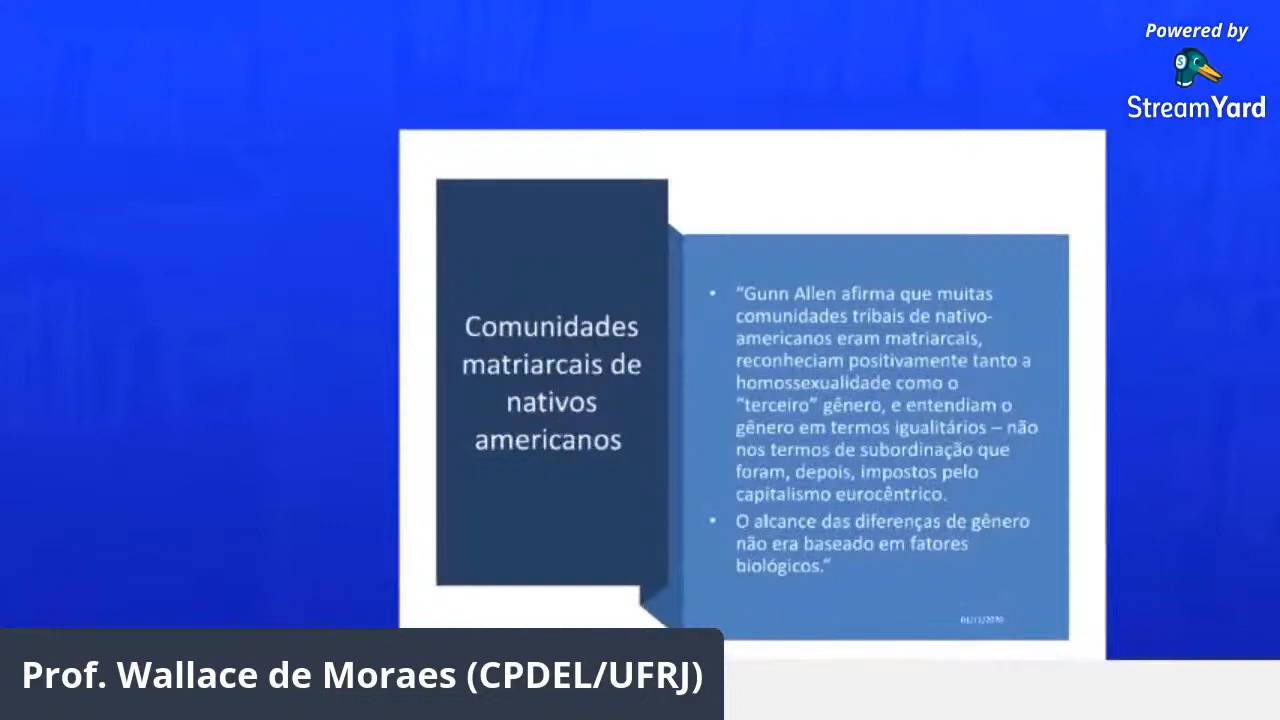 Powered by
StreamYard
Comunidades
matriarcais de
nativos
americanos
• “Gunn Allen afirma que muitas
comunidades tribais de nativo-
americanos eram matriarcais,
reconheciam positivamente tanto a
homossexualidade como o
“terceiro” gênero, e entendiam o
gênero em termos igualitários – não
nos termos de subordinação que
foram, depois, impostos pelo
capitalismo eurocêntrico.
• O alcance das diferenças de gênero
não era baseado em fatores
biológicos.”
Prof. Wallace de Moraes (CPDEL/UFRJ)